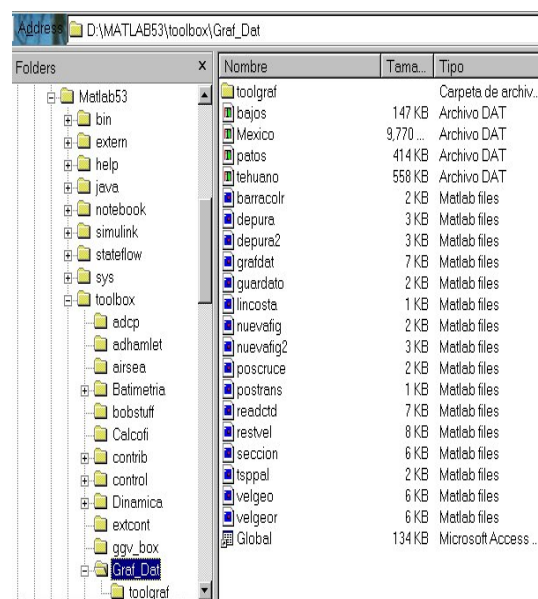 Address D:\MATLAB53\toolbox\Graf_Dat
Folders x
Matlab53
bin
extern
help
java
notebook
simulink
stateflow
sys
toolbox
adcp
adhamlet
airsea
Batimetria
bobstuff
Calcofi
contrib
control
Dinamica
extcont
ggv_box
Graf_Dat
toolgraf
Nombre Tama... Tipo
toolgraf Carpeta de archiv...
bajos 147 KB Archivo DAT
Mexico 9,770 ... Archivo DAT
patos 414 KB Archivo DAT
tehuano 558 KB Archivo DAT
barracolr 2 KB Matlab files
depura 3 KB Matlab files
depura2 3 KB Matlab files
grafdat 7 KB Matlab files
guardato 2 KB Matlab files
lincosta 1 KB Matlab files
nuevafig 2 KB Matlab files
nuevafig2 3 KB Matlab files
poscruce 2 KB Matlab files
postrans 1 KB Matlab files
readctd 7 KB Matlab files
restvel 8 KB Matlab files
seccion 6 KB Matlab files
tsppal 2 KB Matlab files
velgeo 6 KB Matlab files
velgeor 6 KB Matlab files
Global 134 KB Microsoft Access ...